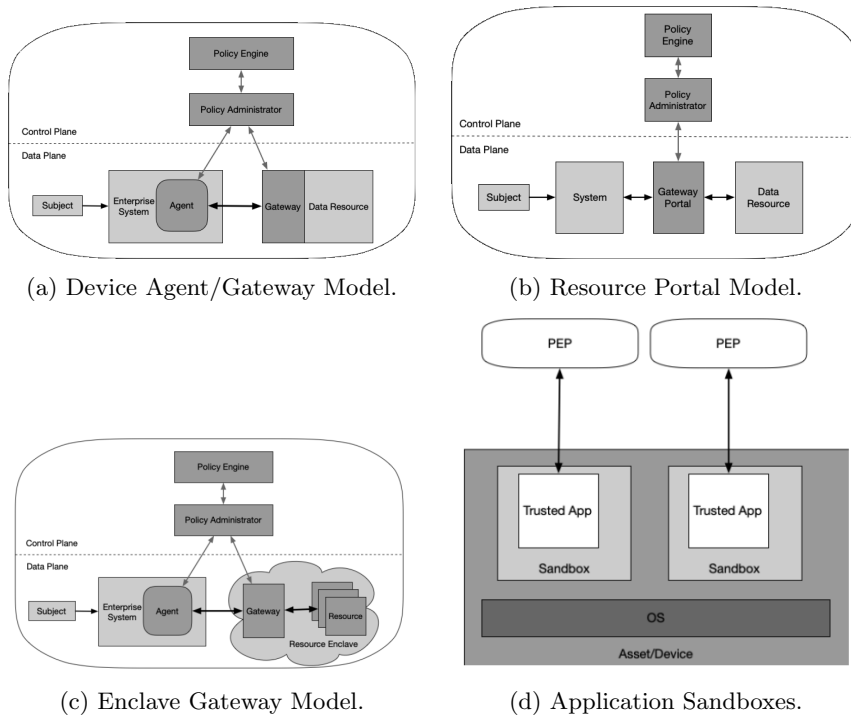 Policy Engine
Policy Administrator
Control Plane
Data Plane
Subject
Enterprise
System
Agent
Gateway
Data Resource
(a) Device Agent/Gateway Model.
Policy
Engine
Policy
Administrator
Control Plane
Data Plane
Subject
System
Gateway
Portal
Data
Resource
(b) Resource Portal Model.
Policy Engine
Policy Administrator
Control Plane
Data Plane
Subject
Enterprise
System
Agent
Gateway
Resource
Resource Enclave
(c) Enclave Gateway Model.
PEP
PEP
Trusted App
Trusted App
Sandbox
Sandbox
OS
Asset/Device
(d) Application Sandboxes.